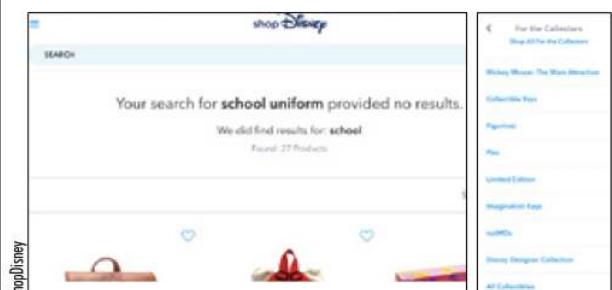 shop Disney
SEARCH
Your search for school uniform provided no results.
We did find results for: school
Found: 27 Products
shopDisney
For the Collectors
Shop All For the Collectors
Mickey Mouse: The Main Attraction
Collectible Keys
Figurines
Pins
Limited Edition
Imagination Keys
nuiMOs
Disney Designer Collection
All Collectibles